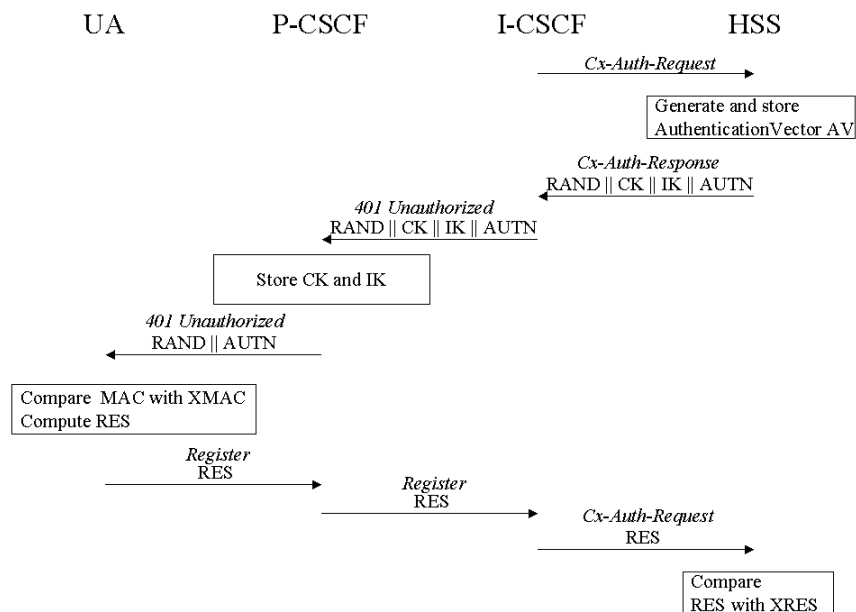 UA P-CSCF I-CSCF HSS
Cx-Auth-Request
Generate and store
AuthenticationVector AV
Cx-Auth-Response
RAND || CK || IK || AUTN
401 Unauthorized
RAND || CK || IK || AUTN
Store CK and IK
401 Unauthorized
RAND || AUTN
Compare MAC with XMAC
Compute RES
Register
RES
Register
RES
Cx-Auth-Request
RES
Compare
RES with XRES